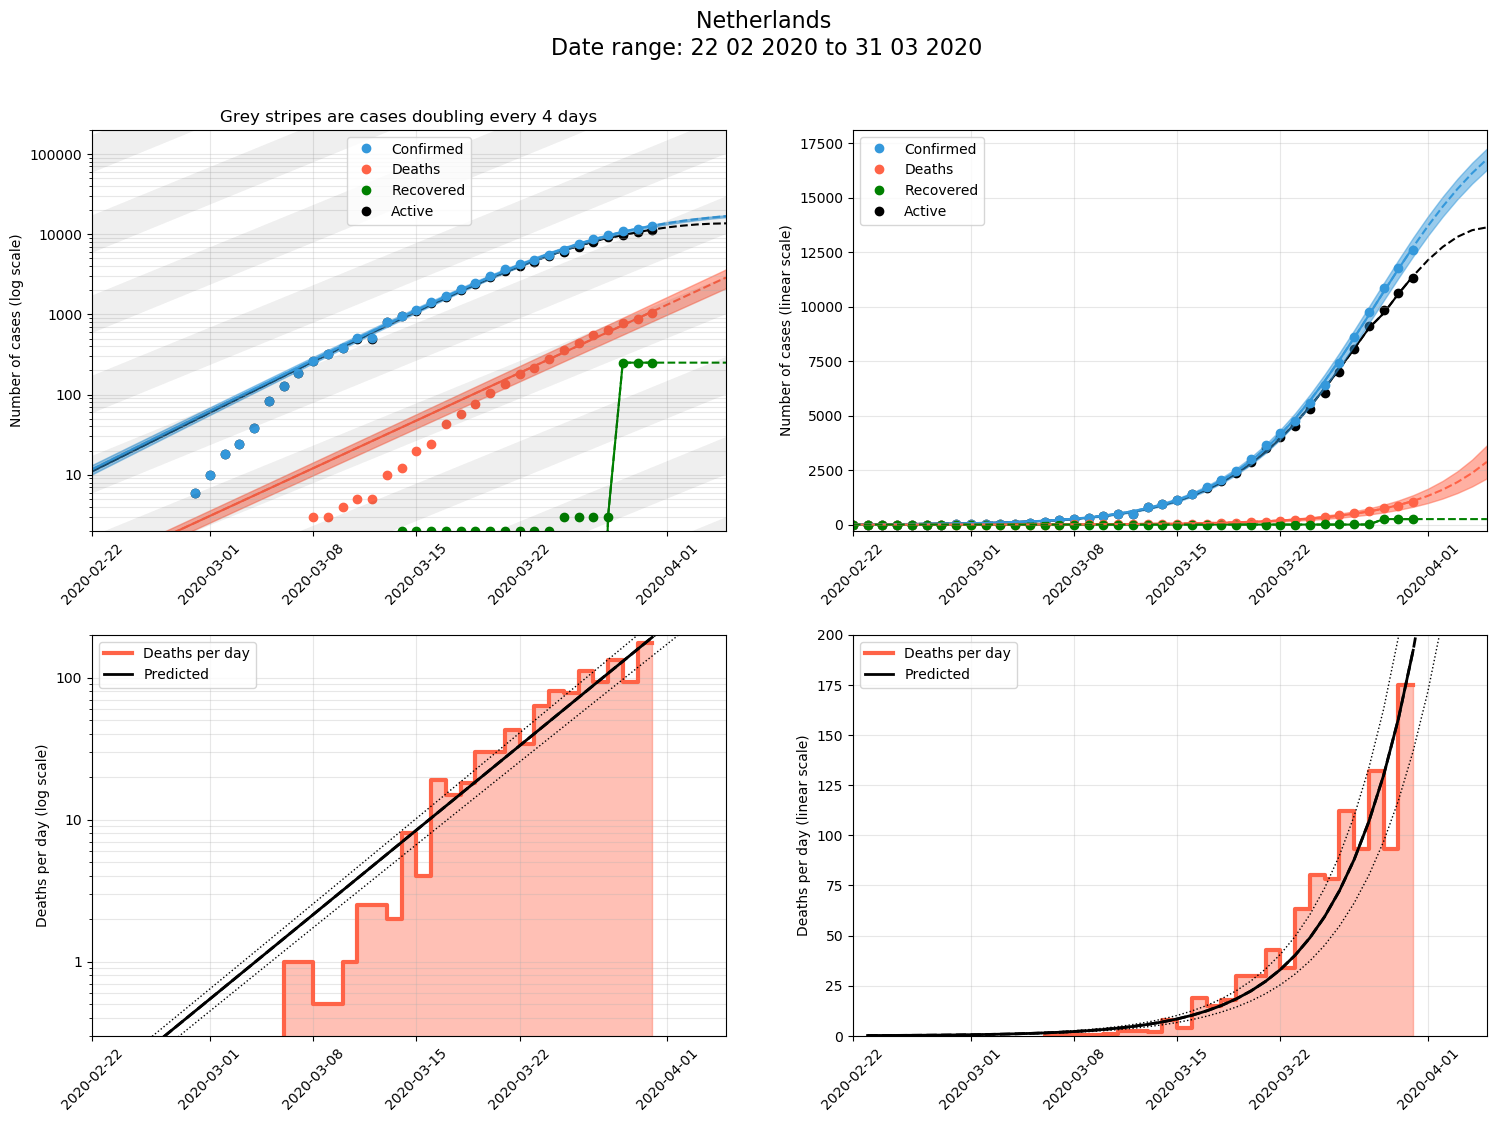 Netherlands
Date range: 22 02 2020 to 31 03 2020
Grey stripes are cases doubling every 4 days
Number of cases (log scale)
100000
10000
1000
100
10
Confirmed
Deaths
Recovered
Active
2020-02-22
2020-03-01
2020-03-08
2020-03-15
2020-03-22
2020-04-01
Number of cases (linear scale)
17500
15000
12500
10000
7500
5000
2500
0
Confirmed
Deaths
Recovered
Active
2020-02-22
2020-03-01
2020-03-08
2020-03-15
2020-03-22
2020-04-01
Deaths per day (log scale)
100
10
1
Deaths per day
Predicted
2020-02-22
2020-03-01
2020-03-08
2020-03-15
2020-03-22
2020-04-01
Deaths per day (linear scale)
200
175
150
125
100
75
50
25
0
Deaths per day
Predicted
2020-02-22
2020-03-01
2020-03-08
2020-03-15
2020-03-22
2020-04-01